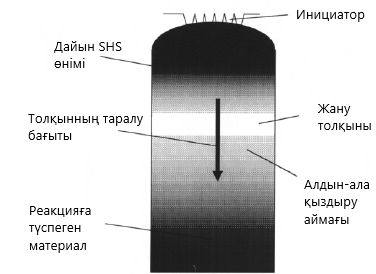 Инициатор
Дайын SHS
өнімі
Толқынның таралу
бағыты
Жану
толқыны
Алдын-ала
қыздыру
аймағы
Реакцияға
түспеген
материал